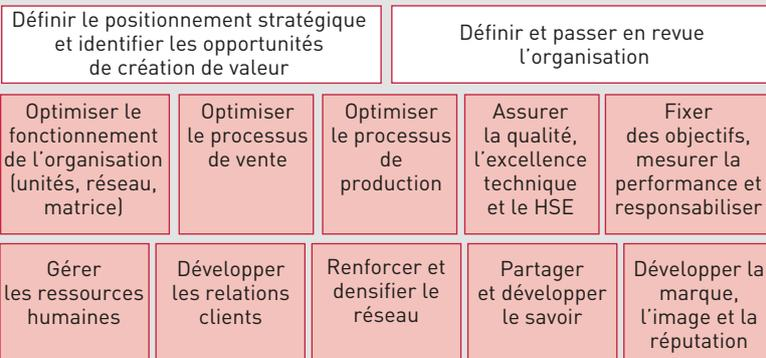 Définir le positionnement stratégique
et identifier les opportunités
de création de valeur
Définir et passer en revue
l'organisation
Optimiser le
fonctionnement
de l'organisation
(unités, réseau,
matrice)
Optimiser
le processus
de vente
Optimiser
le processus
de
production
Assurer
la qualité,
l'excellence
technique
et le HSE
Fixer
des objectifs,
mesurer la
performance et
responsabiliser
Gérer
les ressources
humaines
Développer
les relations
clients
Renforcer et
densifier le
réseau
Partager
et développer
le savoir
Développer la
marque,
l'image et la
réputation